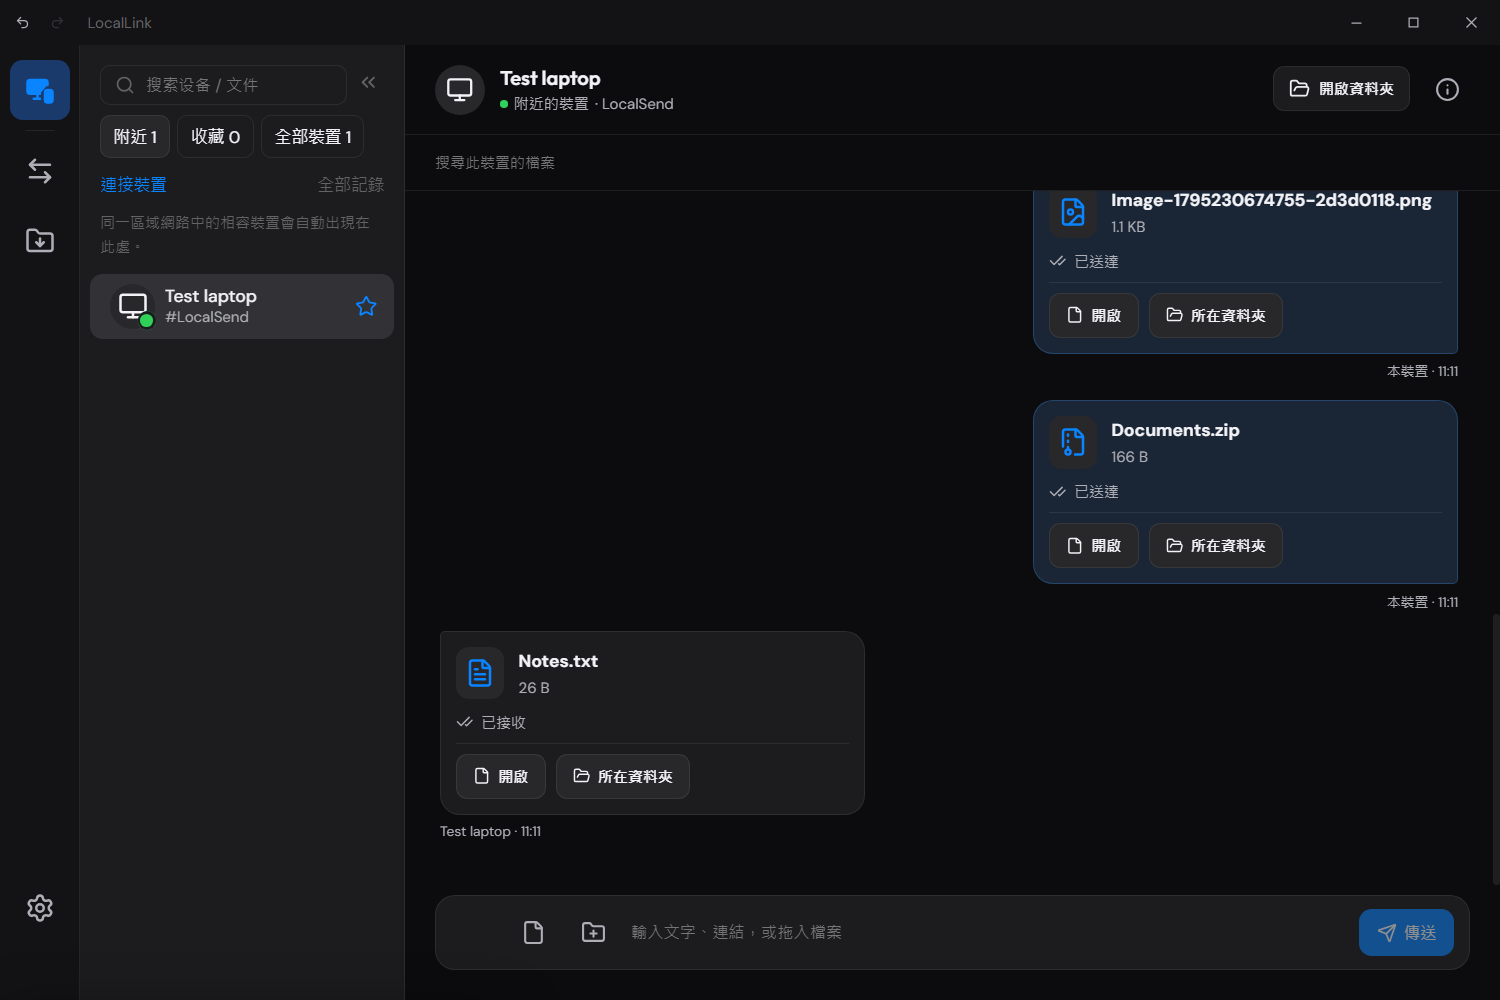 LocalLink
搜索设备 / 文件
附近 1
收藏 0
全部裝置 1
連接裝置
全部記錄
同一區域網路中的相容裝置會自動出現在
此處。
Test laptop
#LocalSend
Test laptop
附近的裝置 · LocalSend
開啟資料夾
搜尋此裝置的檔案
Image-1795230674755-2d3d0118.png
1.1 KB
已送達
開啟
所在資料夾
本裝置 · 11:11
Documents.zip
166 B
已送達
開啟
所在資料夾
本裝置 · 11:11
Notes.txt
26 B
已接收
開啟
所在資料夾
Test laptop · 11:11
輸入文字、連結，或拖入檔案
傳送